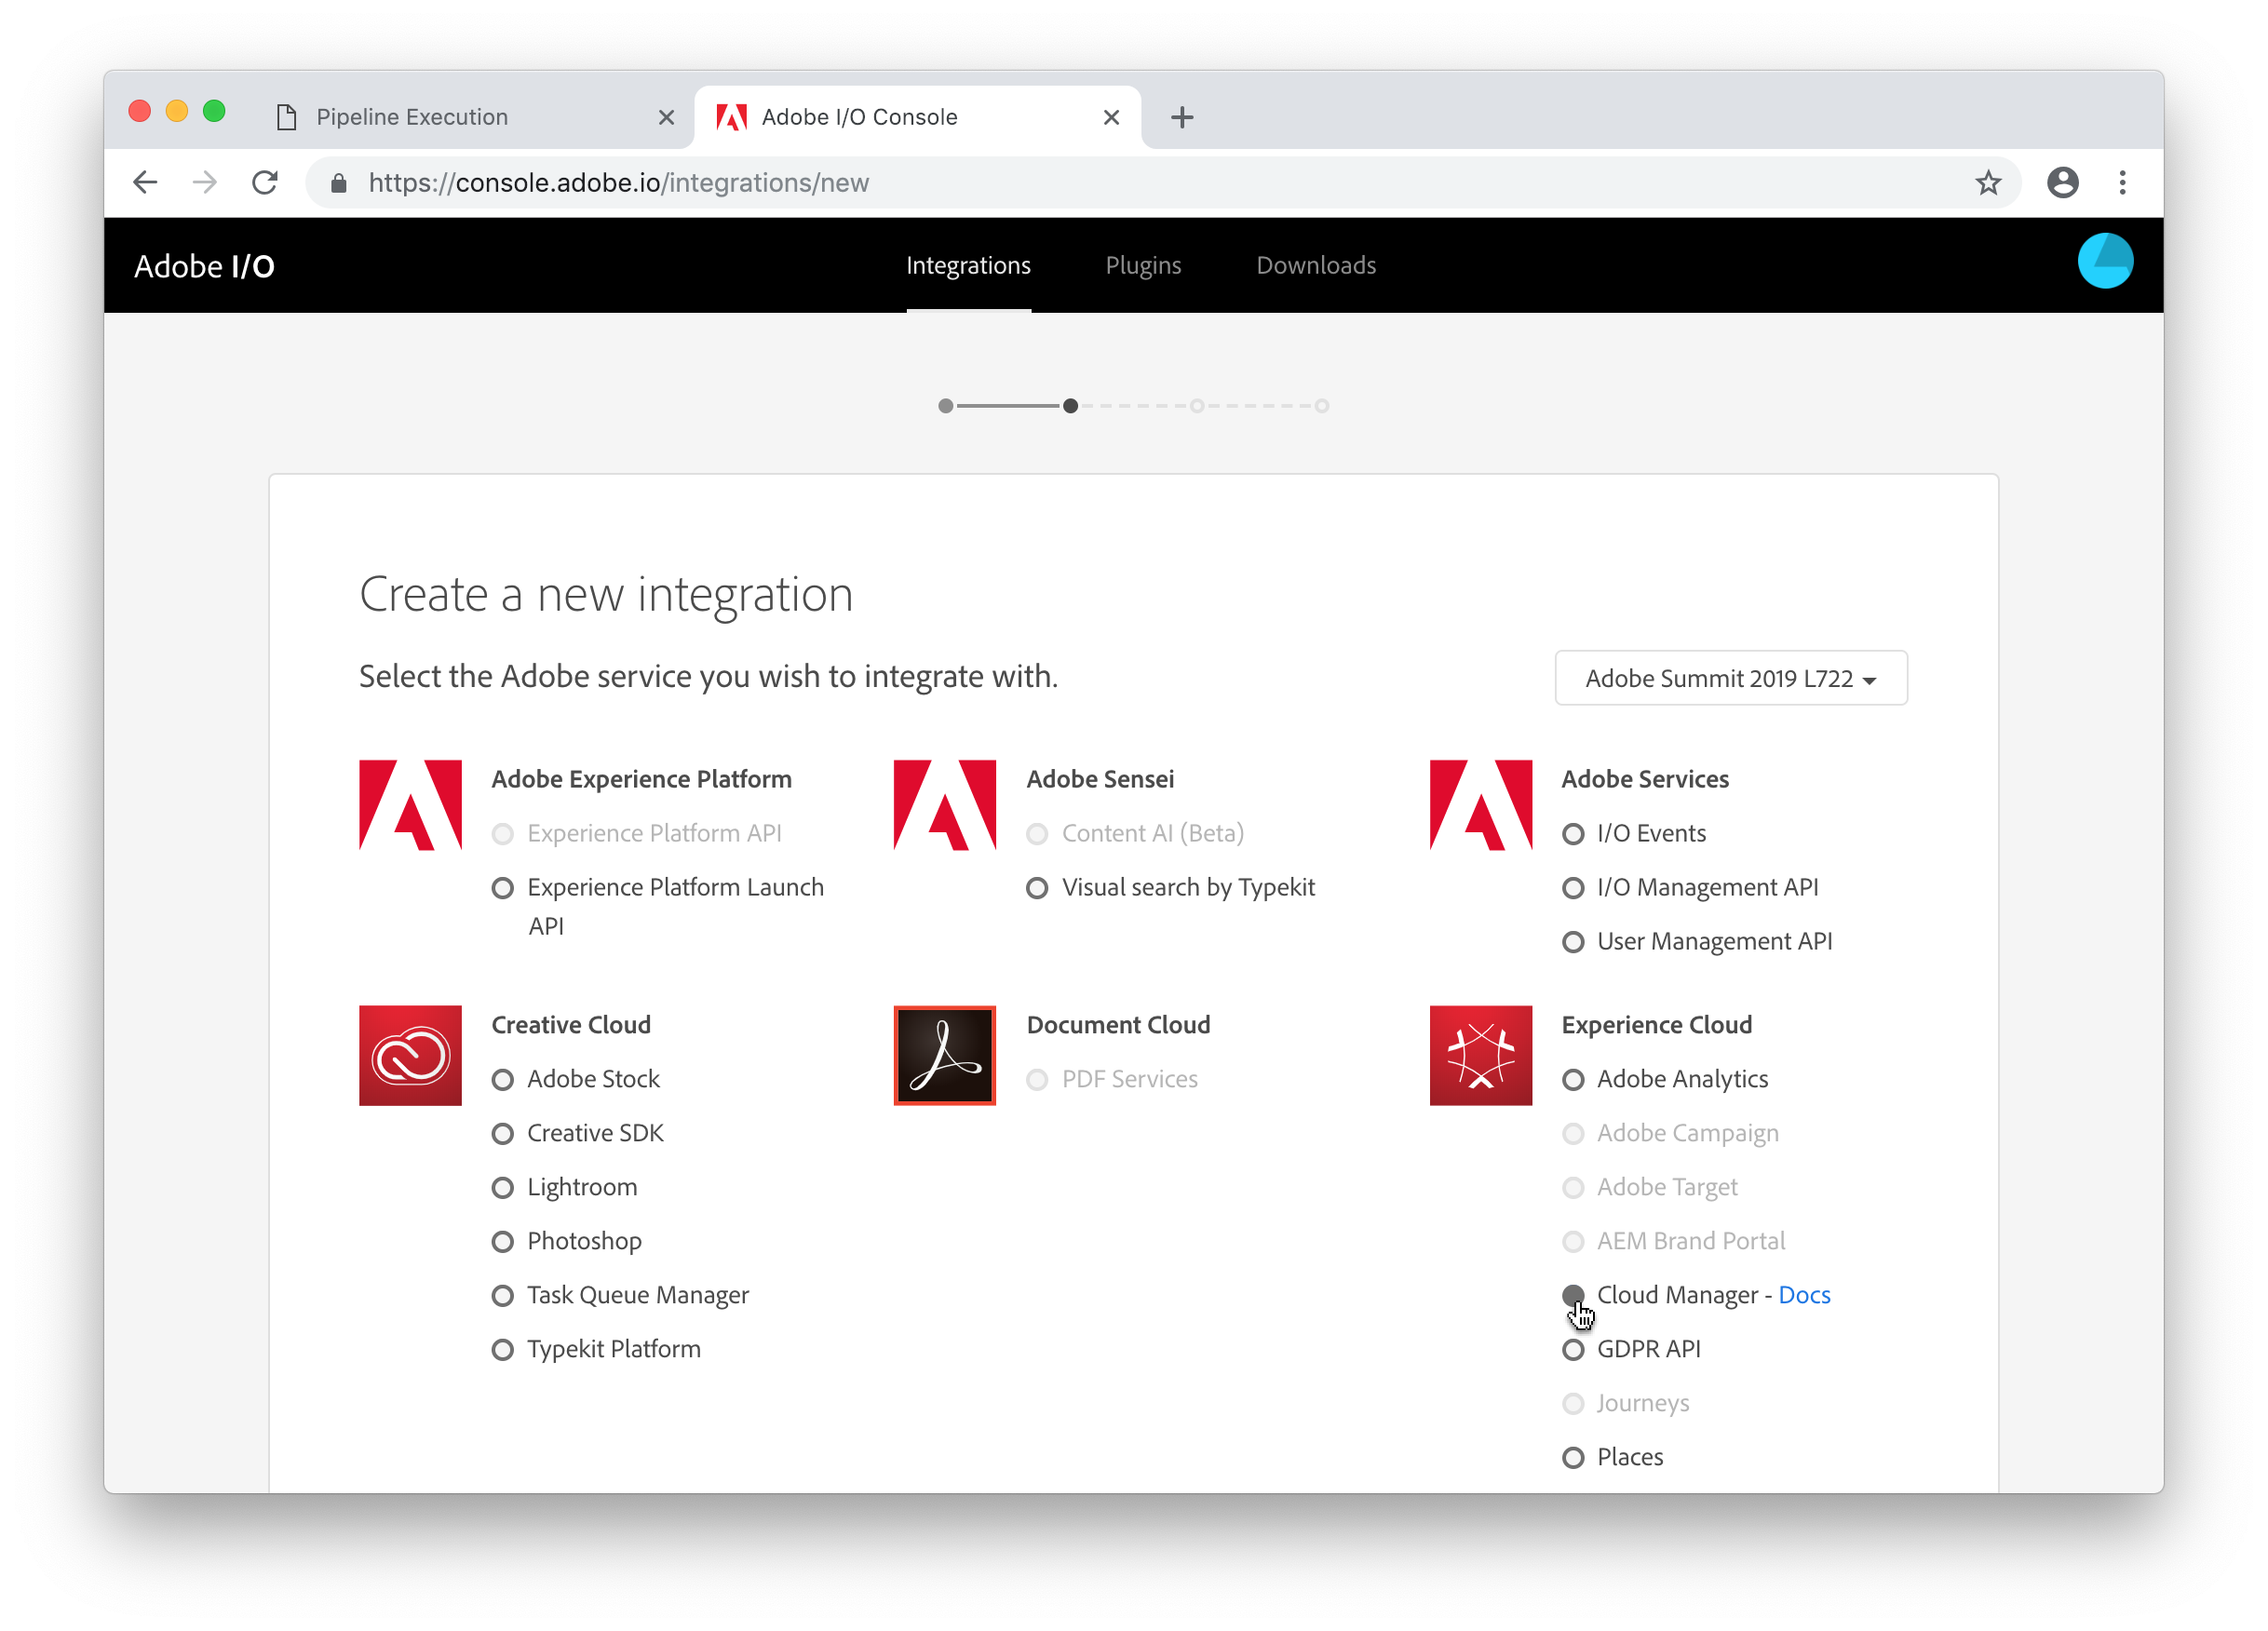 Pipeline Execution
Adobe I/O Console
https://console.adobe.io/integrations/new
Adobe I/O
Integrations
Plugins
Downloads
Create a new integration
Select the Adobe service you wish to integrate with.
Adobe Summit 2019 L722
Adobe Experience Platform
Experience Platform API
Experience Platform Launch
API
Adobe Sensei
Content AI (Beta)
Visual search by Typekit
Adobe Services
I/O Events
I/O Management API
User Management API
Creative Cloud
Adobe Stock
Creative SDK
Lightroom
Photoshop
Task Queue Manager
Typekit Platform
Document Cloud
PDF Services
Experience Cloud
Adobe Analytics
Adobe Campaign
Adobe Target
AEM Brand Portal
Cloud Manager - Docs
GDPR API
Journeys
Places